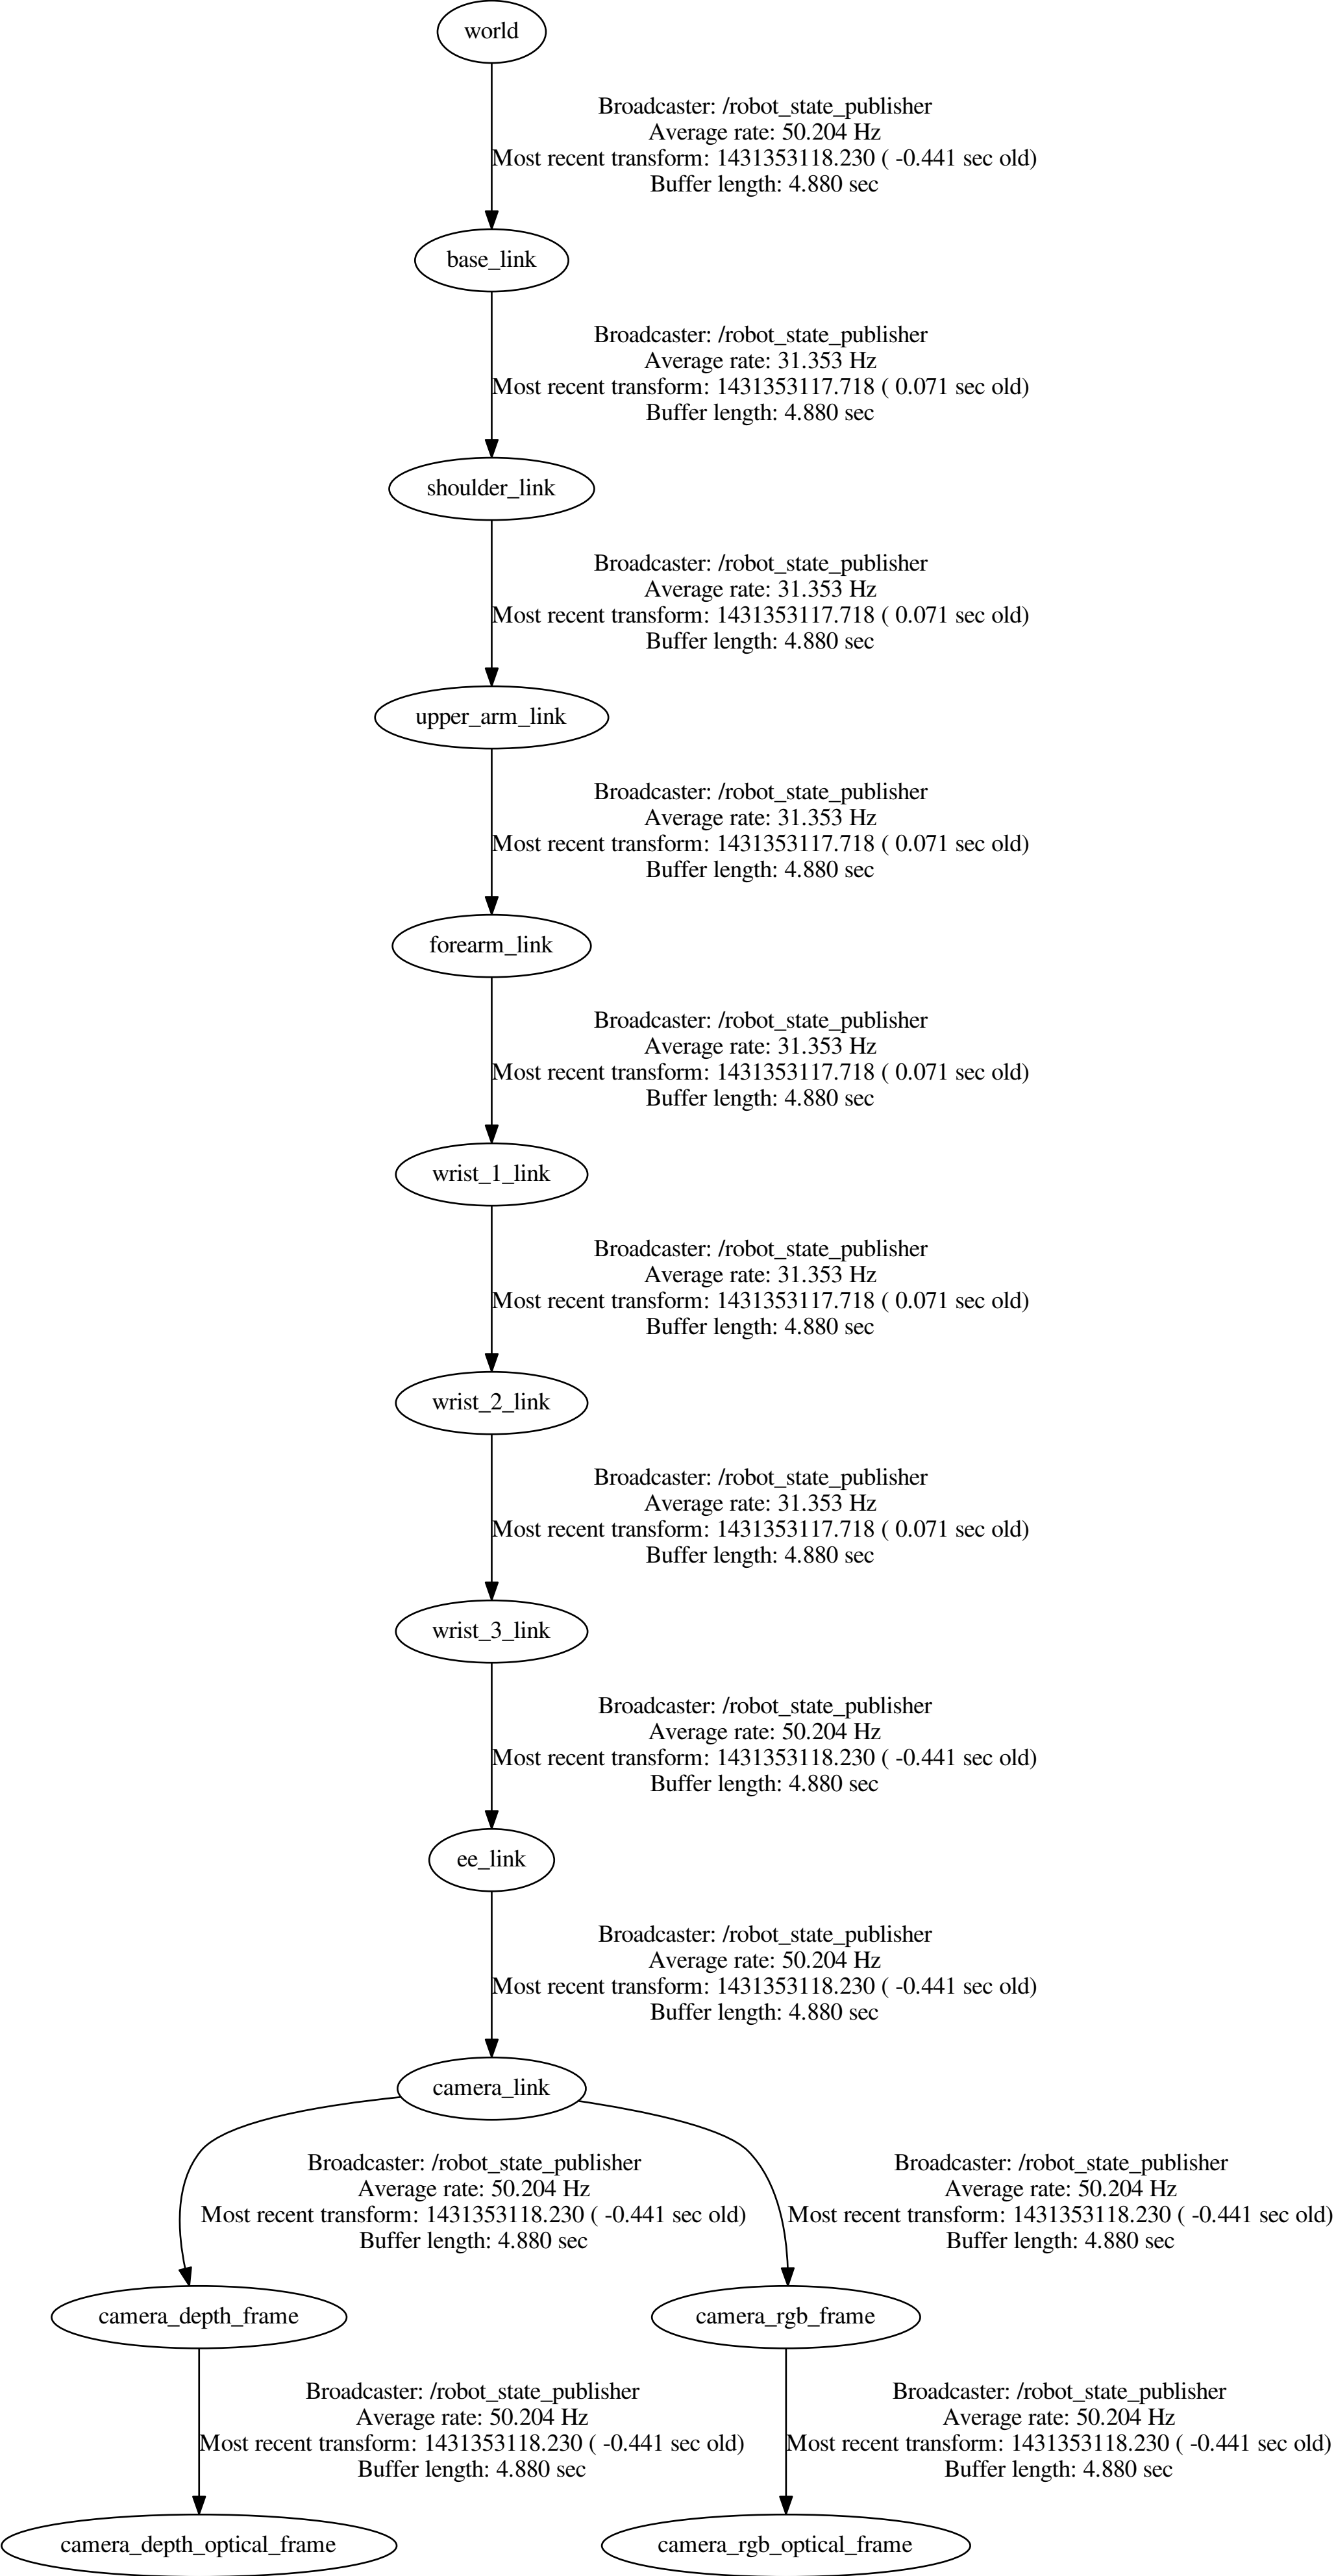 world
Broadcaster: /robot_state_publisher
Average rate: 50.204 Hz
Most recent transform: 1431353118.230 ( -0.441 sec old)
Buffer length: 4.880 sec
base_link
Broadcaster: /robot_state_publisher
Average rate: 31.353 Hz
Most recent transform: 1431353117.718 ( 0.071 sec old)
Buffer length: 4.880 sec
shoulder_link
Broadcaster: /robot_state_publisher
Average rate: 31.353 Hz
Most recent transform: 1431353117.718 ( 0.071 sec old)
Buffer length: 4.880 sec
upper_arm_link
Broadcaster: /robot_state_publisher
Average rate: 31.353 Hz
Most recent transform: 1431353117.718 ( 0.071 sec old)
Buffer length: 4.880 sec
forearm_link
Broadcaster: /robot_state_publisher
Average rate: 31.353 Hz
Most recent transform: 1431353117.718 ( 0.071 sec old)
Buffer length: 4.880 sec
wrist_1_link
Broadcaster: /robot_state_publisher
Average rate: 31.353 Hz
Most recent transform: 1431353117.718 ( 0.071 sec old)
Buffer length: 4.880 sec
wrist_2_link
Broadcaster: /robot_state_publisher
Average rate: 31.353 Hz
Most recent transform: 1431353117.718 ( 0.071 sec old)
Buffer length: 4.880 sec
wrist_3_link
Broadcaster: /robot_state_publisher
Average rate: 50.204 Hz
Most recent transform: 1431353118.230 ( -0.441 sec old)
Buffer length: 4.880 sec
ee_link
Broadcaster: /robot_state_publisher
Average rate: 50.204 Hz
Most recent transform: 1431353118.230 ( -0.441 sec old)
Buffer length: 4.880 sec
camera_link
Broadcaster: /robot_state_publisher
Average rate: 50.204 Hz
Most recent transform: 1431353118.230 ( -0.441 sec old)
Buffer length: 4.880 sec
Broadcaster: /robot_state_publisher
Average rate: 50.204 Hz
Most recent transform: 1431353118.230 ( -0.441 sec old)
Buffer length: 4.880 sec
camera_depth_frame
camera_rgb_frame
Broadcaster: /robot_state_publisher
Average rate: 50.204 Hz
Most recent transform: 1431353118.230 ( -0.441 sec old)
Buffer length: 4.880 sec
Broadcaster: /robot_state_publisher
Average rate: 50.204 Hz
Most recent transform: 1431353118.230 ( -0.441 sec old)
Buffer length: 4.880 sec
camera_depth_optical_frame
camera_rgb_optical_frame